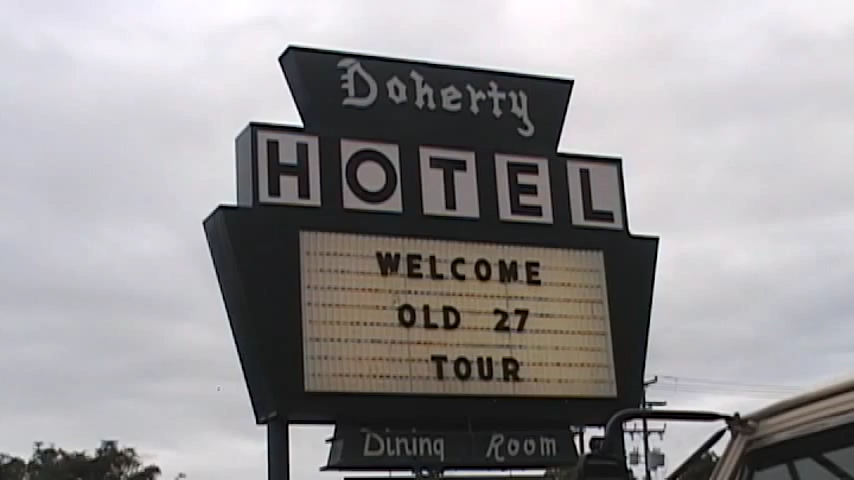 Doherty
HOTEL
WELCOME
OLD 27
TOUR
Dining Room